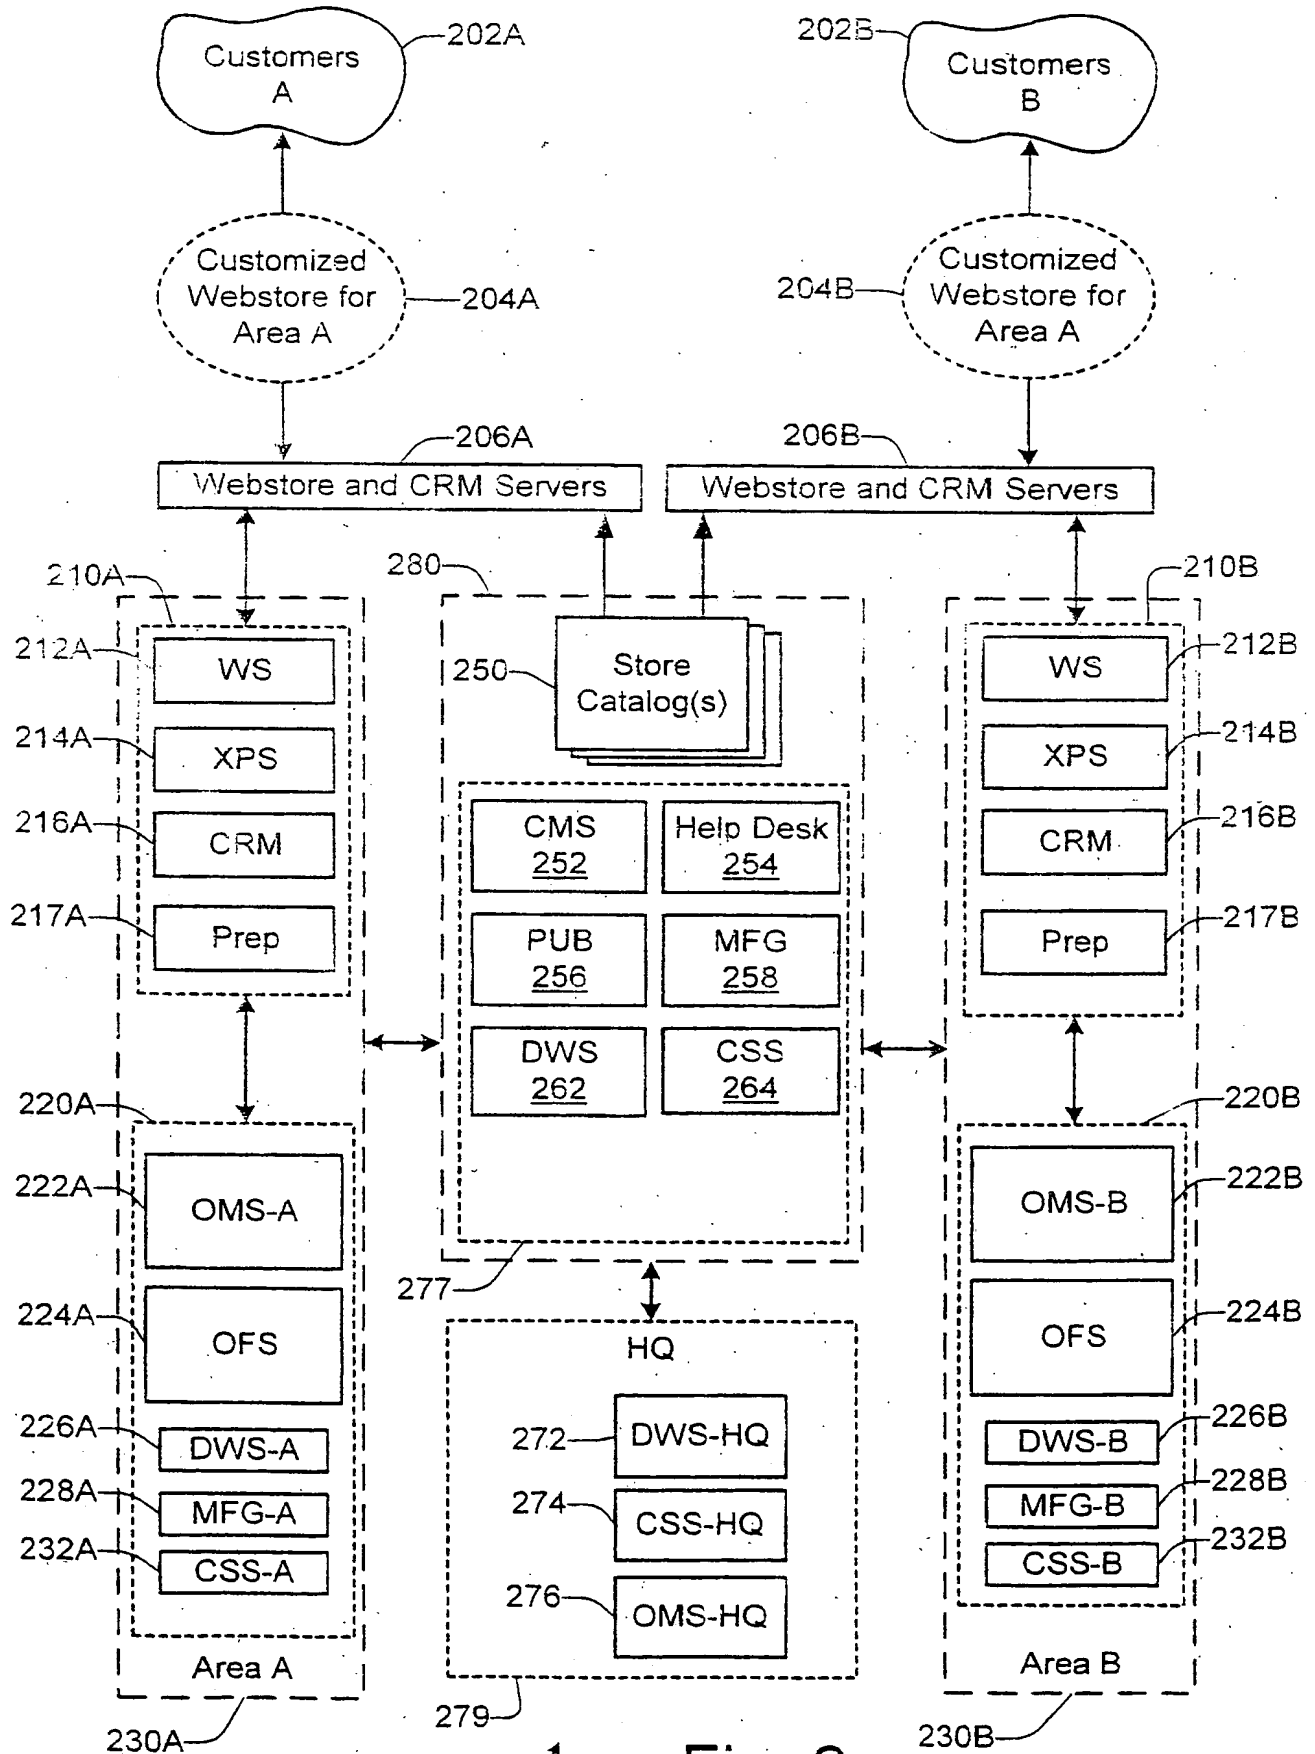 202A
Customers
A
202B
Customers
B
Customized
Webstore for
Area A
204A
204B
Customized
Webstore for
Area A
206A
206B
Webstore and CRM Servers
Webstore and CRM Servers
210A
280
210B
212A
WS
250
Store
Catalog(s)
WS
212B
214A
XPS
XPS
214B
216A
CRM
CMS
252
Help Desk
254
CRM
216B
217A
Prep
PUB
256
MFG
258
Prep
217B
DWS
262
CSS
264
220A
220B
222A
OMS-A
OMS-B
222B
277
224A
OFS
HQ
OFS
224B
226A
DWS-A
272
DWS-HQ
DWS-B
226B
228A
MFG-A
274
CSS-HQ
MFG-B
228B
232A
CSS-A
CSS-B
232B
276
OMS-HQ
Area A
Area B
230A
279
230B